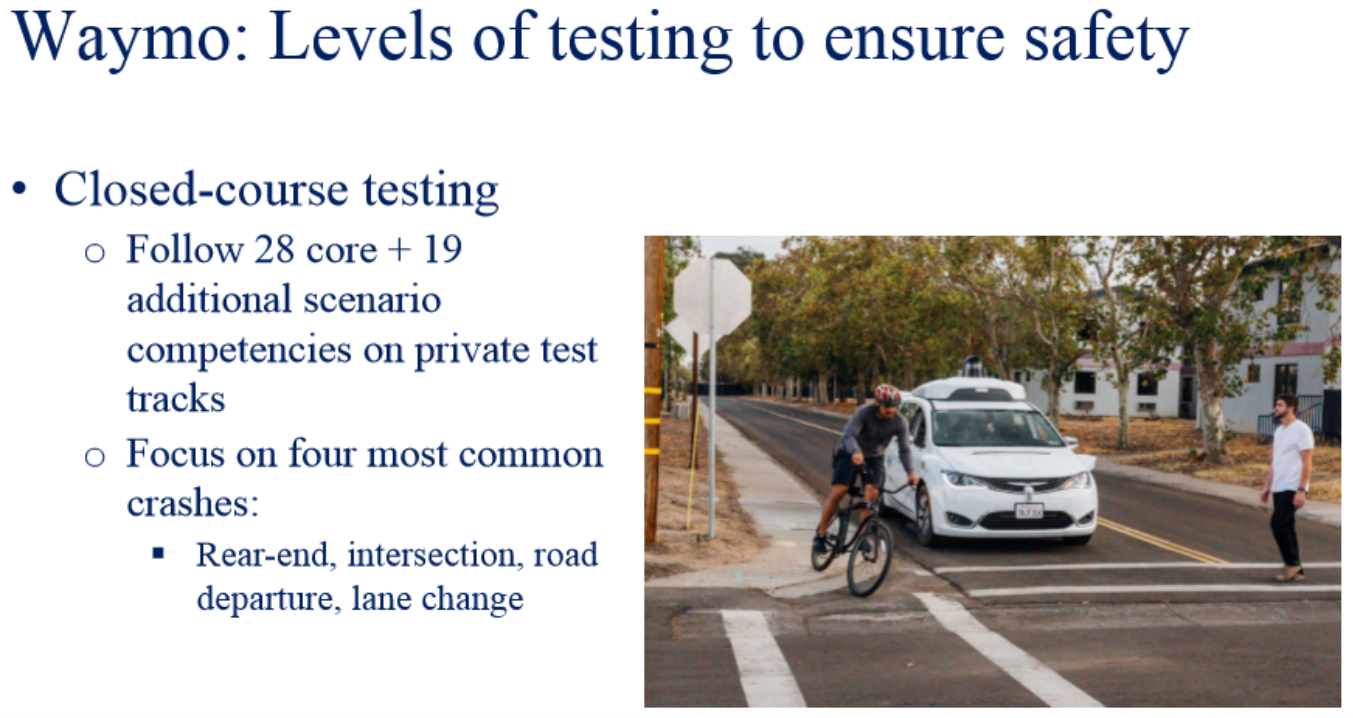 Waymo: Levels of testing to ensure safety
• Closed-course testing
o Follow 28 core + 19
additional scenario
competencies on private test
tracks
o Focus on four most common
crashes:
▪ Rear-end, intersection, road
departure, lane change